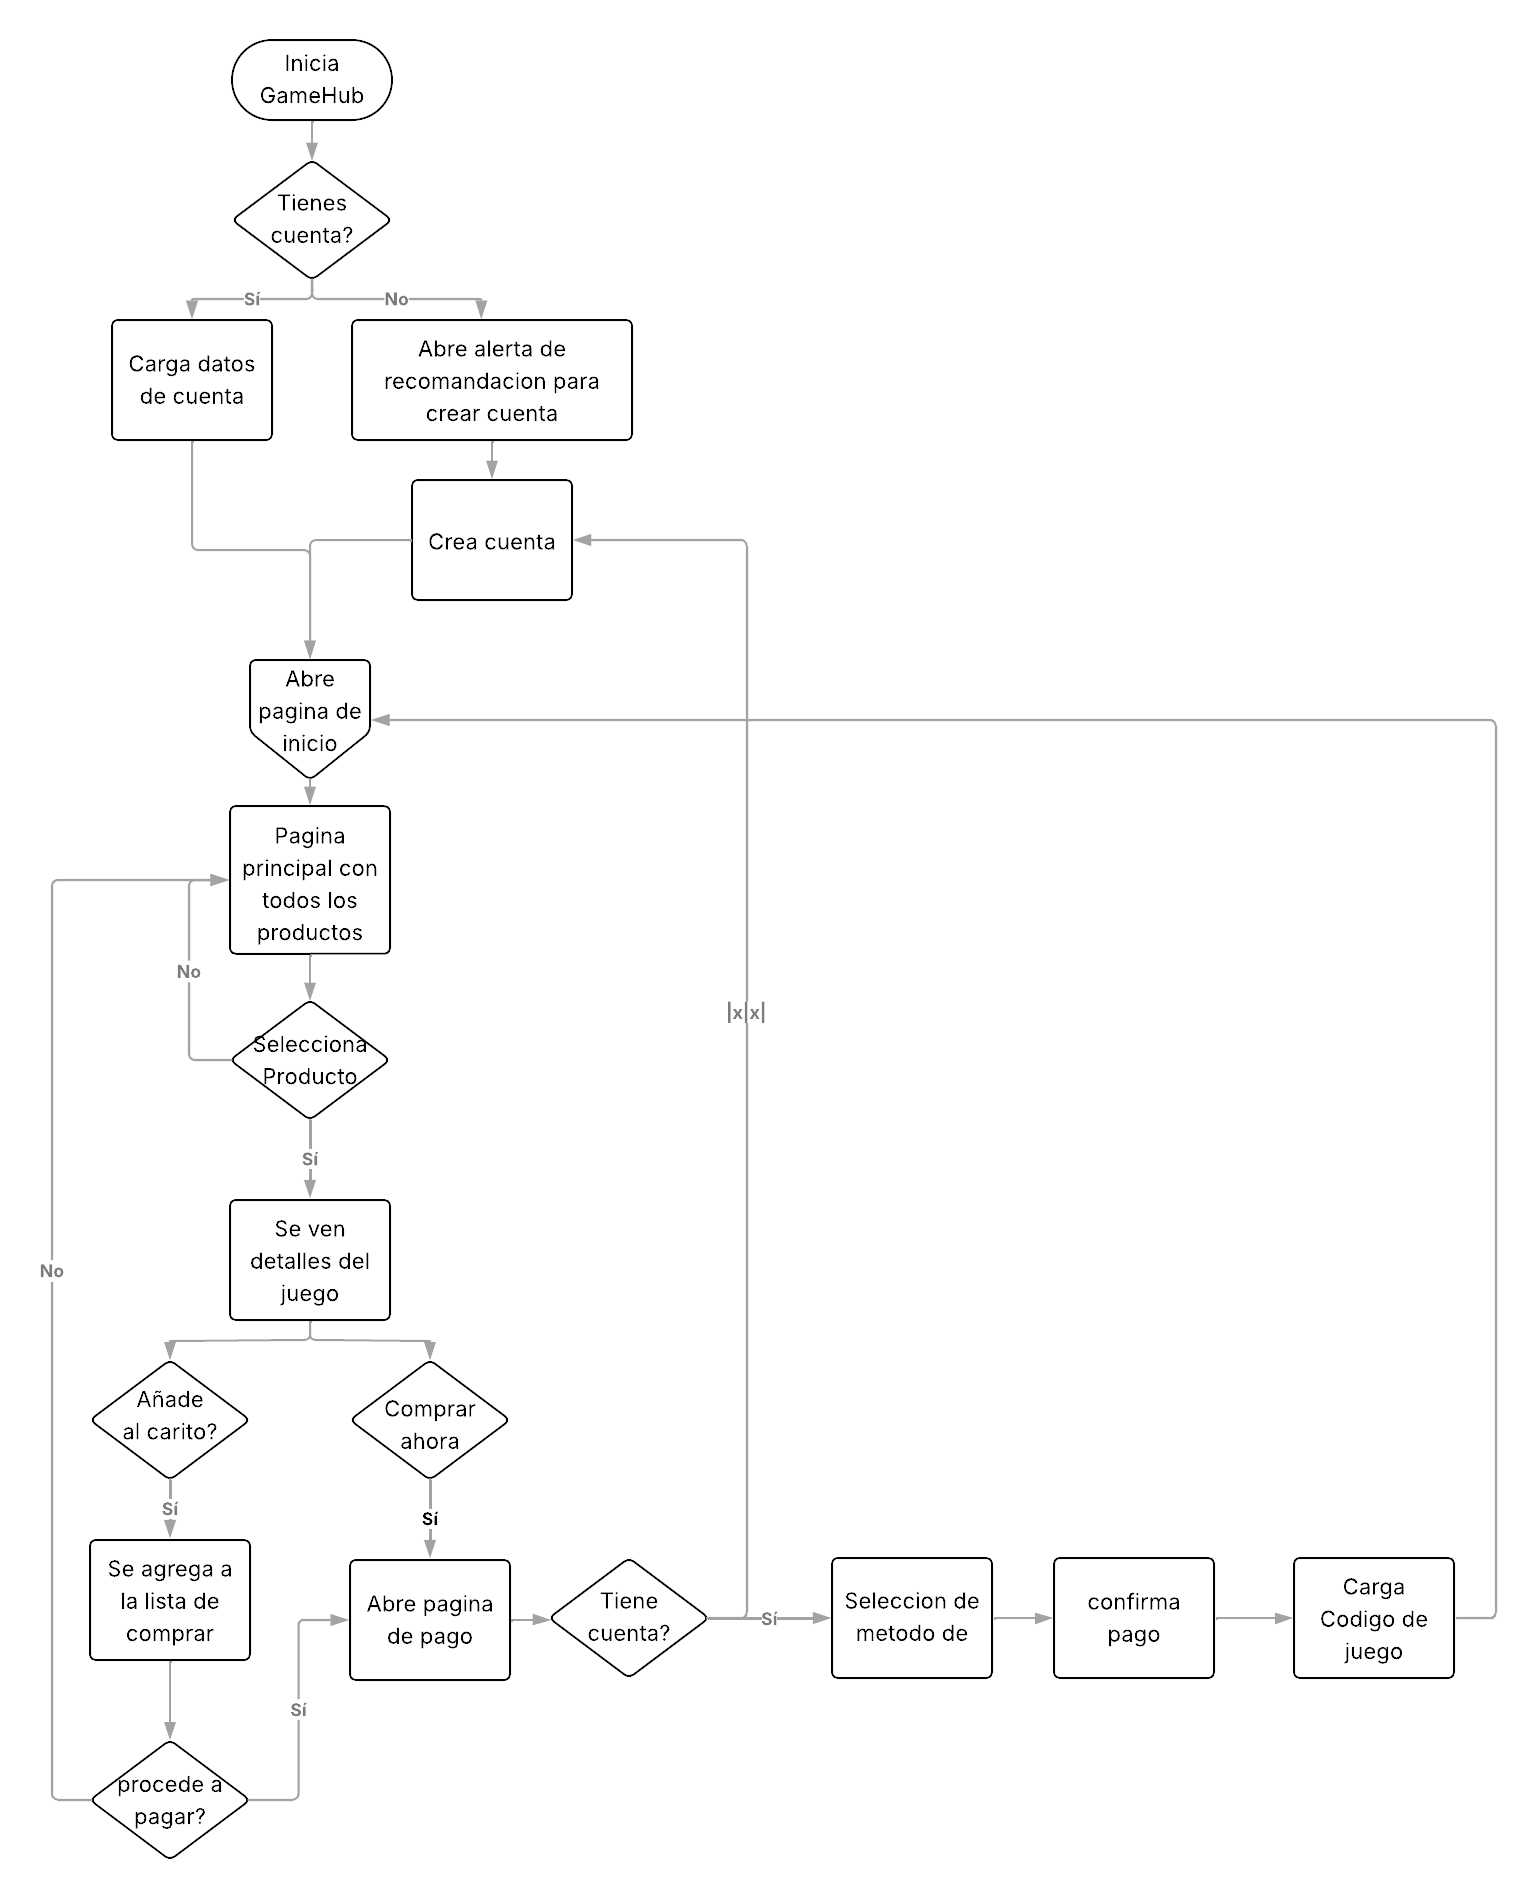 Inicia
GameHub
Tienes
cuenta?
Sí
No
Carga datos
de cuenta
Abre alerta de
recomandacion para
crear cuenta
Crea cuenta
Abre
pagina de
inicio
Pagina
principal con
todos los
productos
No
|x|x|
Selecciona
Producto
Sí
Se ven
detalles del
juego
No
Añade
al carito?
Comprar
ahora
Sí
Sí
Se agrega a
la lista de
comprar
Abre pagina
de pago
Tiene
cuenta?
Sí
Seleccion de
metodo de
confirma
pago
Carga
Codigo de
juego
Sí
procede a
pagar?